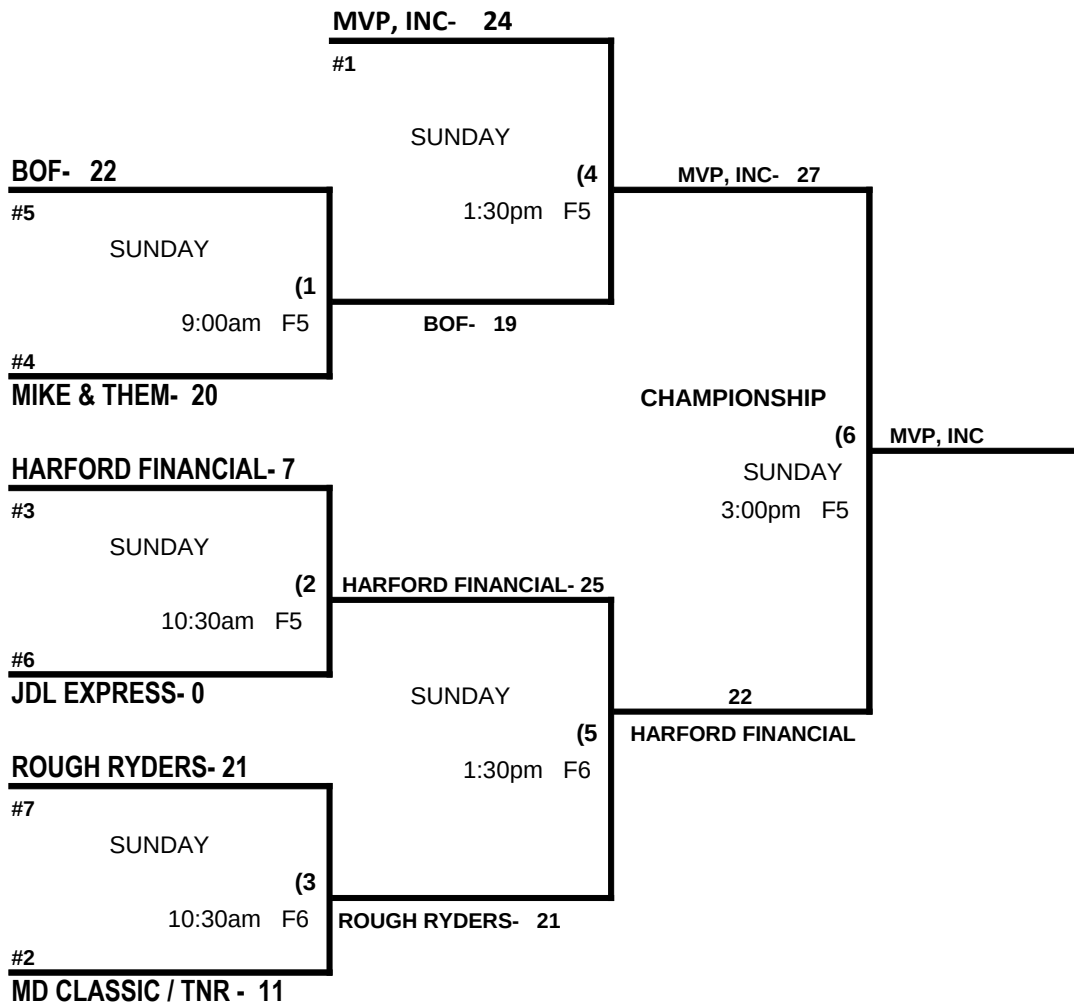 MVP, INC- 24
#1
SUNDAY
(4
1:30pm F5
BOF- 22
#5
SUNDAY
(1
9:00am F5
#4
MIKE & THEM- 20
MVP, INC- 27
BOF- 19
CHAMPIONSHIP
(6
SUNDAY
3:00pm F5
MVP, INC
HARFORD FINANCIAL- 7
#3
SUNDAY
(2
10:30am F5
#6
JDL EXPRESS- 0
HARFORD FINANCIAL- 25
SUNDAY
(5
1:30pm F6
22
HARFORD FINANCIAL
ROUGH RYDERS- 21
#7
SUNDAY
(3
10:30am F6
#2
MD CLASSIC / TNR - 11
ROUGH RYDERS- 21